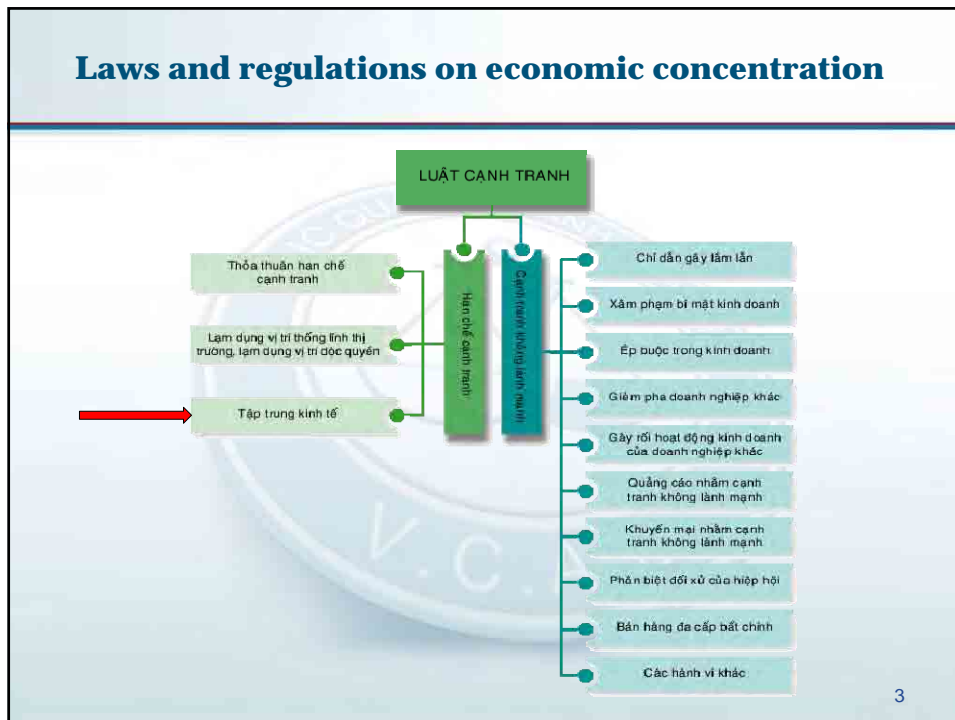 Laws and regulations on economic concentration
LUẬT CẠNH TRANH
Thỏa thuận hạn chế
cạnh tranh
Lạm dụng vị trí thống lĩnh thị
trường, lạm dụng vị trí độc quyền
Tập trung kinh tế
Hạn chế cạnh tranh
Cạnh tranh không lành mạnh
Chỉ dẫn gây lầm lẫn
Xâm phạm bí mật kinh doanh
Ép buộc trong kinh doanh
Gièm pha doanh nghiệp khác
Gây rối hoạt động kinh doanh
của doanh nghiệp khác
Quảng cáo nhằm cạnh
tranh không lành mạnh
Khuyến mại nhằm cạnh
tranh không lành mạnh
Phân biệt đối xử của hiệp hội
Bán hàng đa cấp bất chính
Các hành vi khác
V.C.A
3